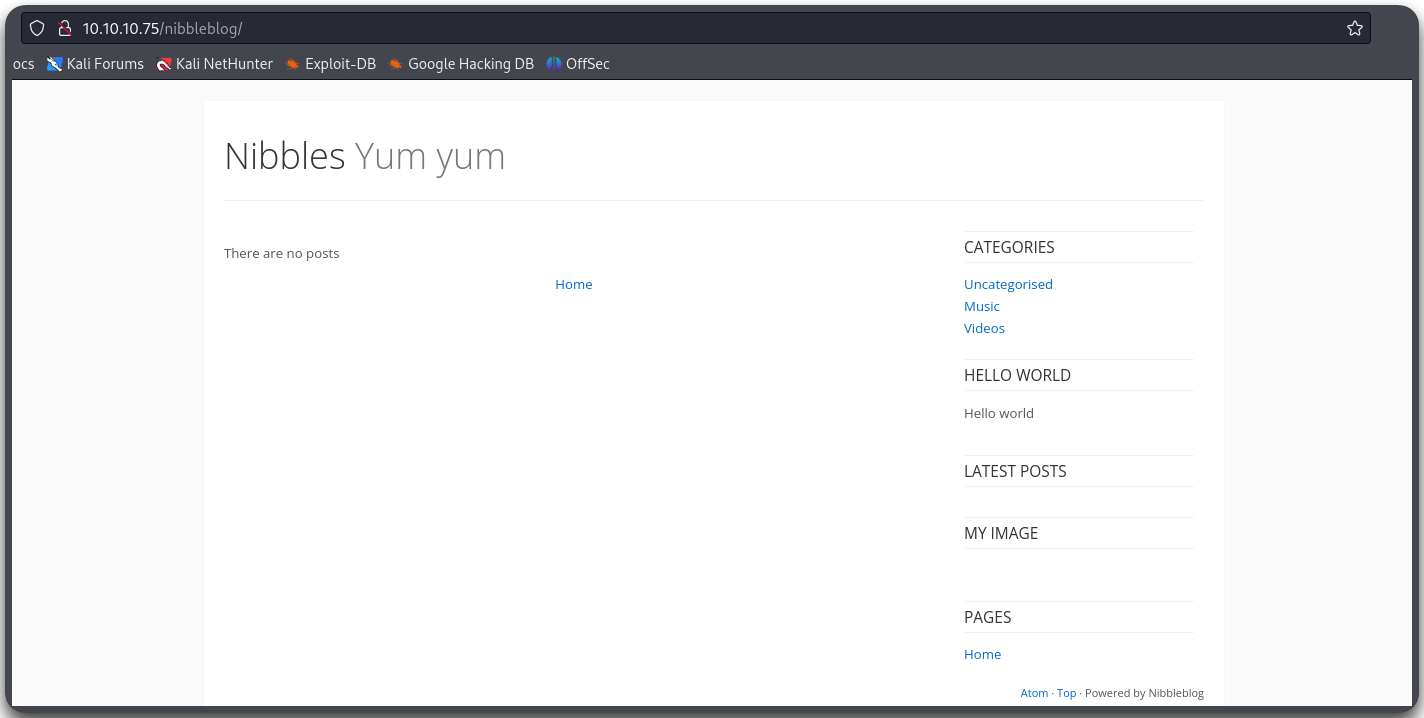 10.10.10.75/nibbleblog/
ocs Kali Forums Kali NetHunter Exploit-DB Google Hacking DB OffSec
Nibbles Yum yum
There are no posts
Home
CATEGORIES
Uncategorised
Music
Videos
HELLO WORLD
Hello world
LATEST POSTS
MY IMAGE
PAGES
Home
Atom · Top · Powered by Nibbleblog